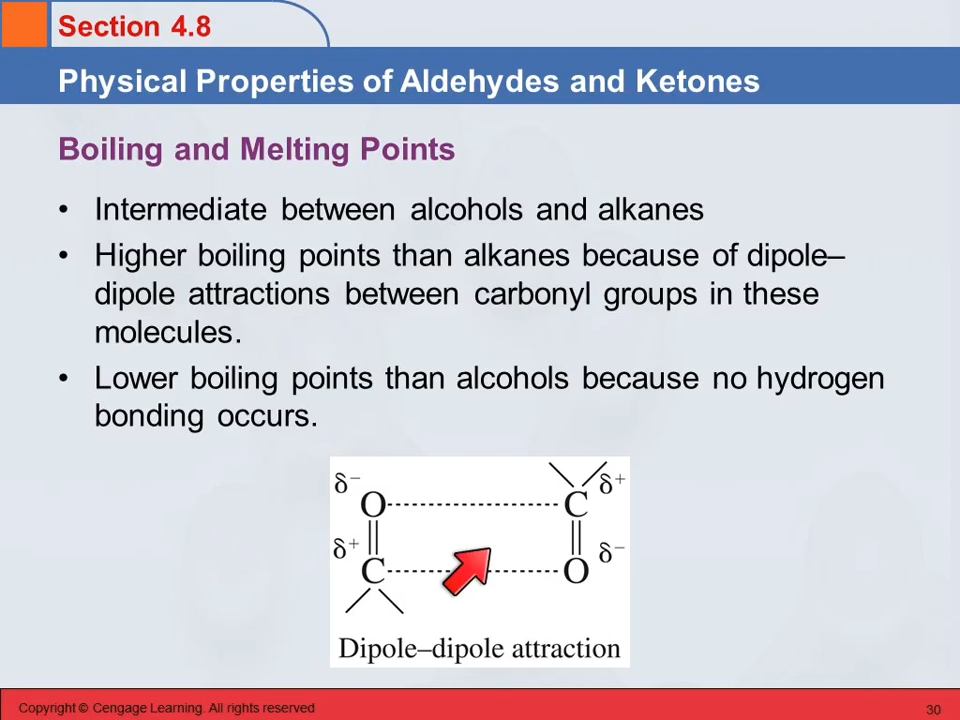 Section 4.8
Physical Properties of Aldehydes and Ketones
Boiling and Melting Points
• Intermediate between alcohols and alkanes
• Higher boiling points than alkanes because of dipole–
dipole attractions between carbonyl groups in these
molecules.
• Lower boiling points than alcohols because no hydrogen
bonding occurs.
δ⁻ O C δ⁺
δ⁺ C O δ⁻
Dipole–dipole attraction
Copyright © Cengage Learning. All rights reserved 30